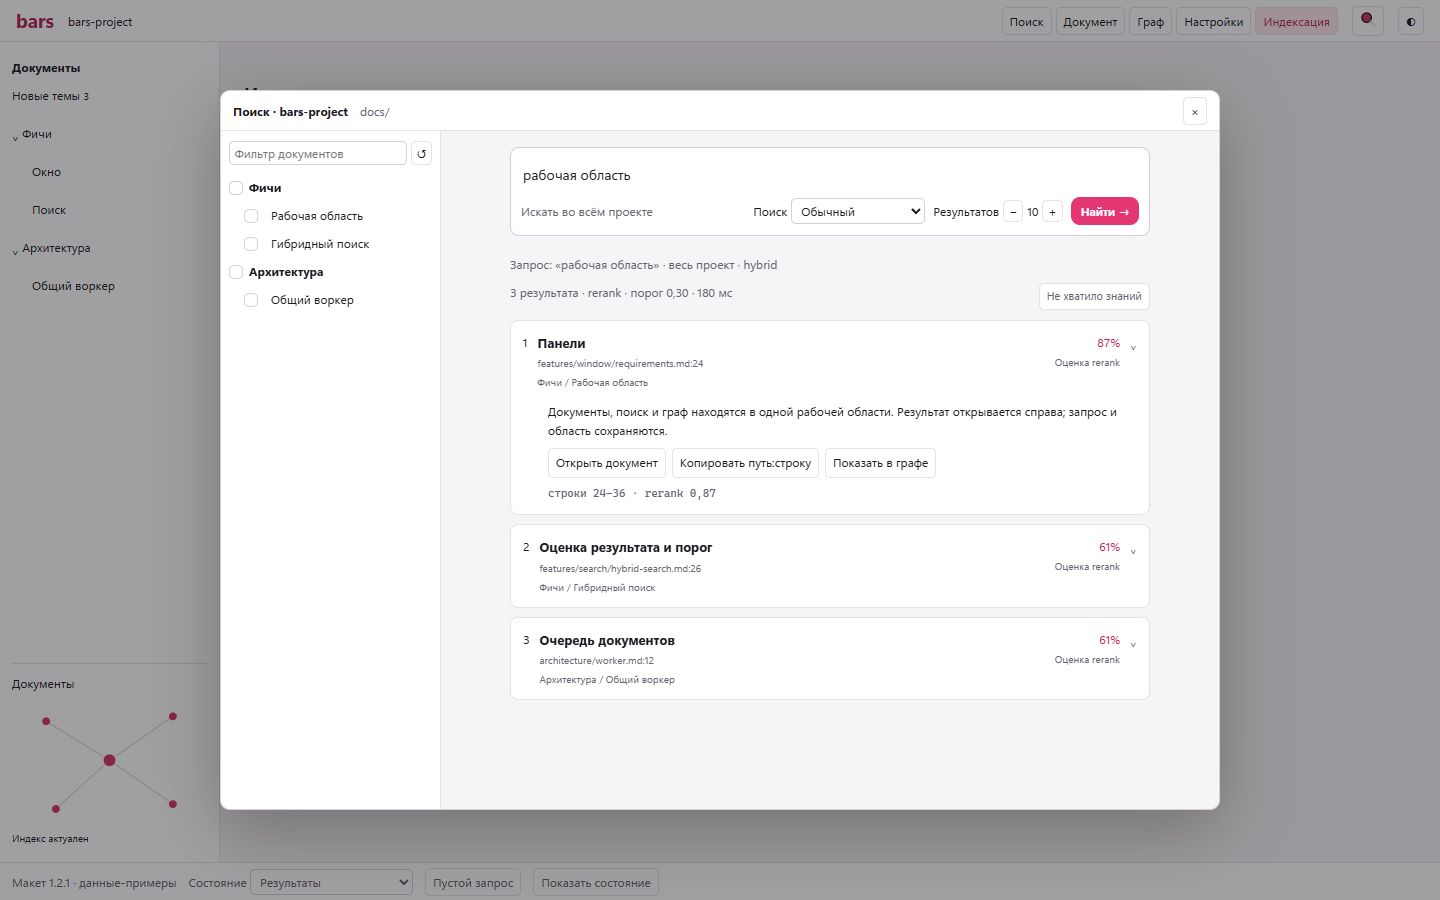 bars bars-project Поиск Документ Граф Настройки Индексация
Документы
Новые темы 3
Фичи
Окно
Поиск
Архитектура
Общий воркер
Документы
Индекс актуален
Поиск · bars-project docs/ ×
Фильтр документов
Фичи
Рабочая область
Гибридный поиск
Архитектура
Общий воркер
рабочая область
Искать во всём проекте Поиск Обычный Результатов − 10 + Найти →
Запрос: «рабочая область» · весь проект · hybrid
3 результата · rerank · порог 0,30 · 180 мс Не хватило знаний
1 Панели 87%
features/window/requirements.md:24 Оценка rerank
Фичи / Рабочая область
Документы, поиск и граф находятся в одной рабочей области. Результат открывается справа; запрос и
область сохраняются.
Открыть документ Копировать путь:строку Показать в графе
строки 24–36 · rerank 0,87
2 Оценка результата и порог 61%
features/search/hybrid-search.md:26 Оценка rerank
Фичи / Гибридный поиск
3 Очередь документов 61%
architecture/worker.md:12 Оценка rerank
Архитектура / Общий воркер
Макет 1.2.1 · данные-примеры Состояние Результаты Пустой запрос Показать состояние